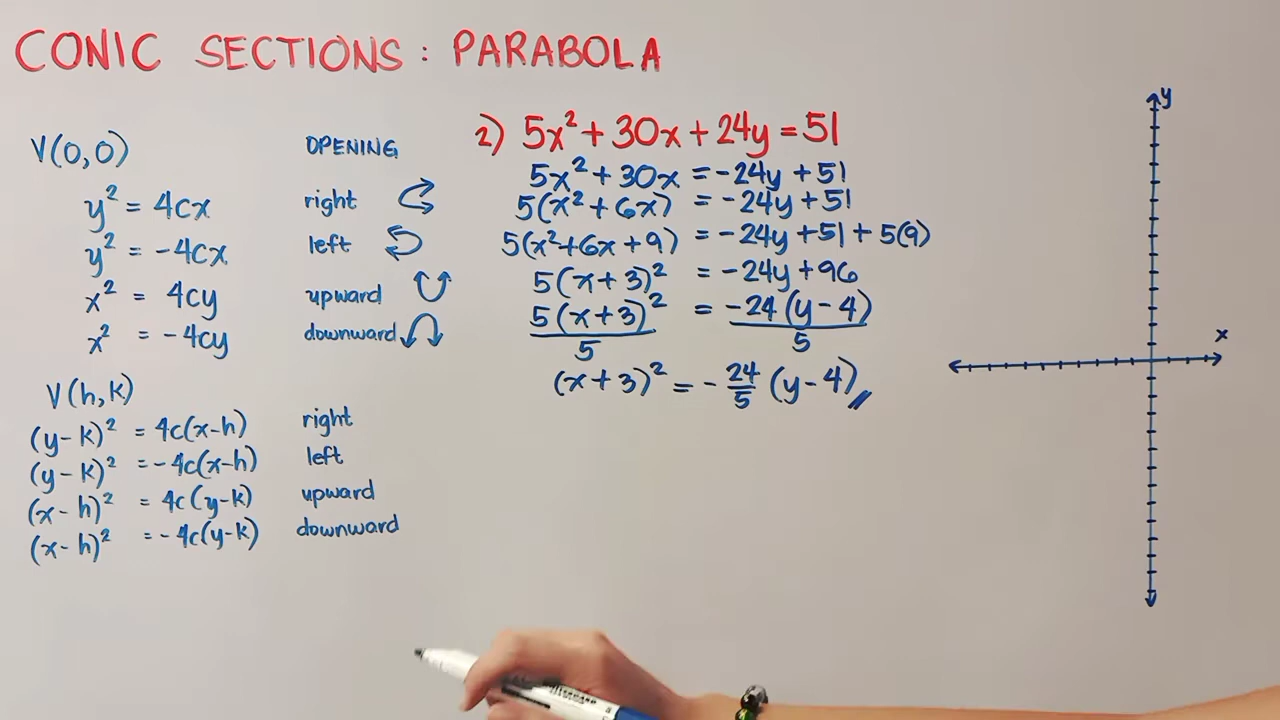 CONIC SECTIONS: PARABOLA
V(0,0) OPENING
y² = 4cx right
y² = -4cx left
x² = 4cy upward
x² = -4cy downward
V(h,k)
(y-k)² = 4c(x-h) right
(y-k)² = -4c(x-h) left
(x-h)² = 4c(y-k) upward
(x-h)² = -4c(y-k) downward
2) 5x² + 30x + 24y = 51
5x² + 30x = -24y + 51
5(x² + 6x) = -24y + 51
5(x² + 6x + 9) = -24y + 51 + 5(9)
5(x + 3)² = -24y + 96
5(x + 3)² = -24(y - 4)
5 5
(x + 3)² = - 24/5 (y - 4)
y
x